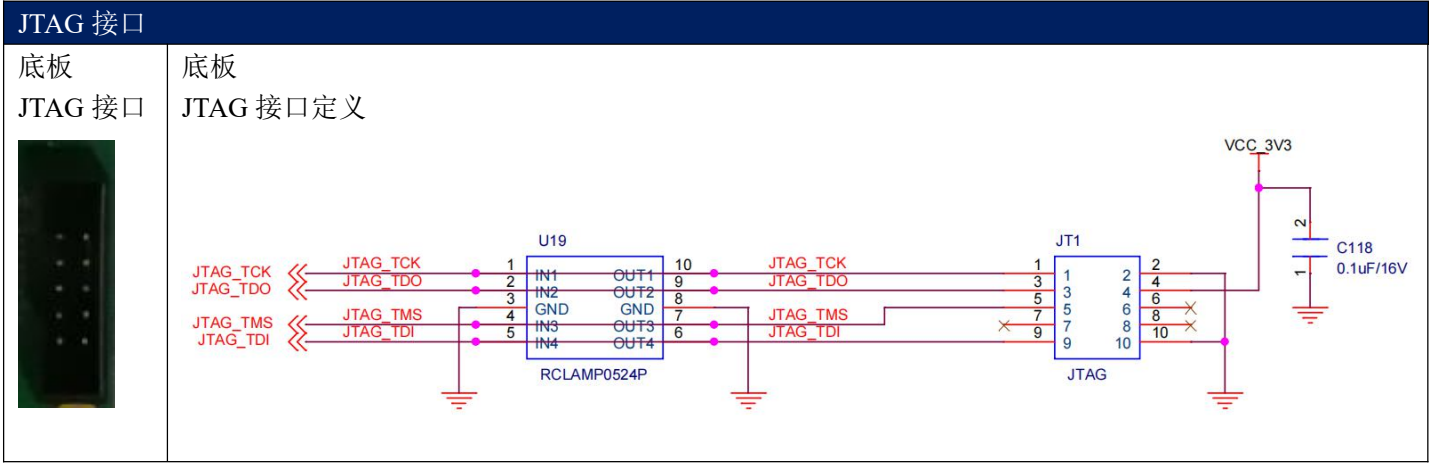 JTAG 接口
底板
JTAG 接口
底板
JTAG 接口定义
VCC_3V3
C118
0.1uF/16V
2
1
U19
JT1
JTAG_TCK JTAG_TCK 1 IN1 OUT1 10 JTAG_TCK 1 1 2 2
JTAG_TDO JTAG_TDO 2 IN2 OUT2 9 JTAG_TDO 3 3 4 4
3 GND GND 8 5 5 6 6
JTAG_TMS JTAG_TMS 4 IN3 OUT3 7 JTAG_TMS 7 7 8 8
JTAG_TDI JTAG_TDI 5 IN4 OUT4 6 JTAG_TDI 9 9 10 10
RCLAMP0524P
JTAG